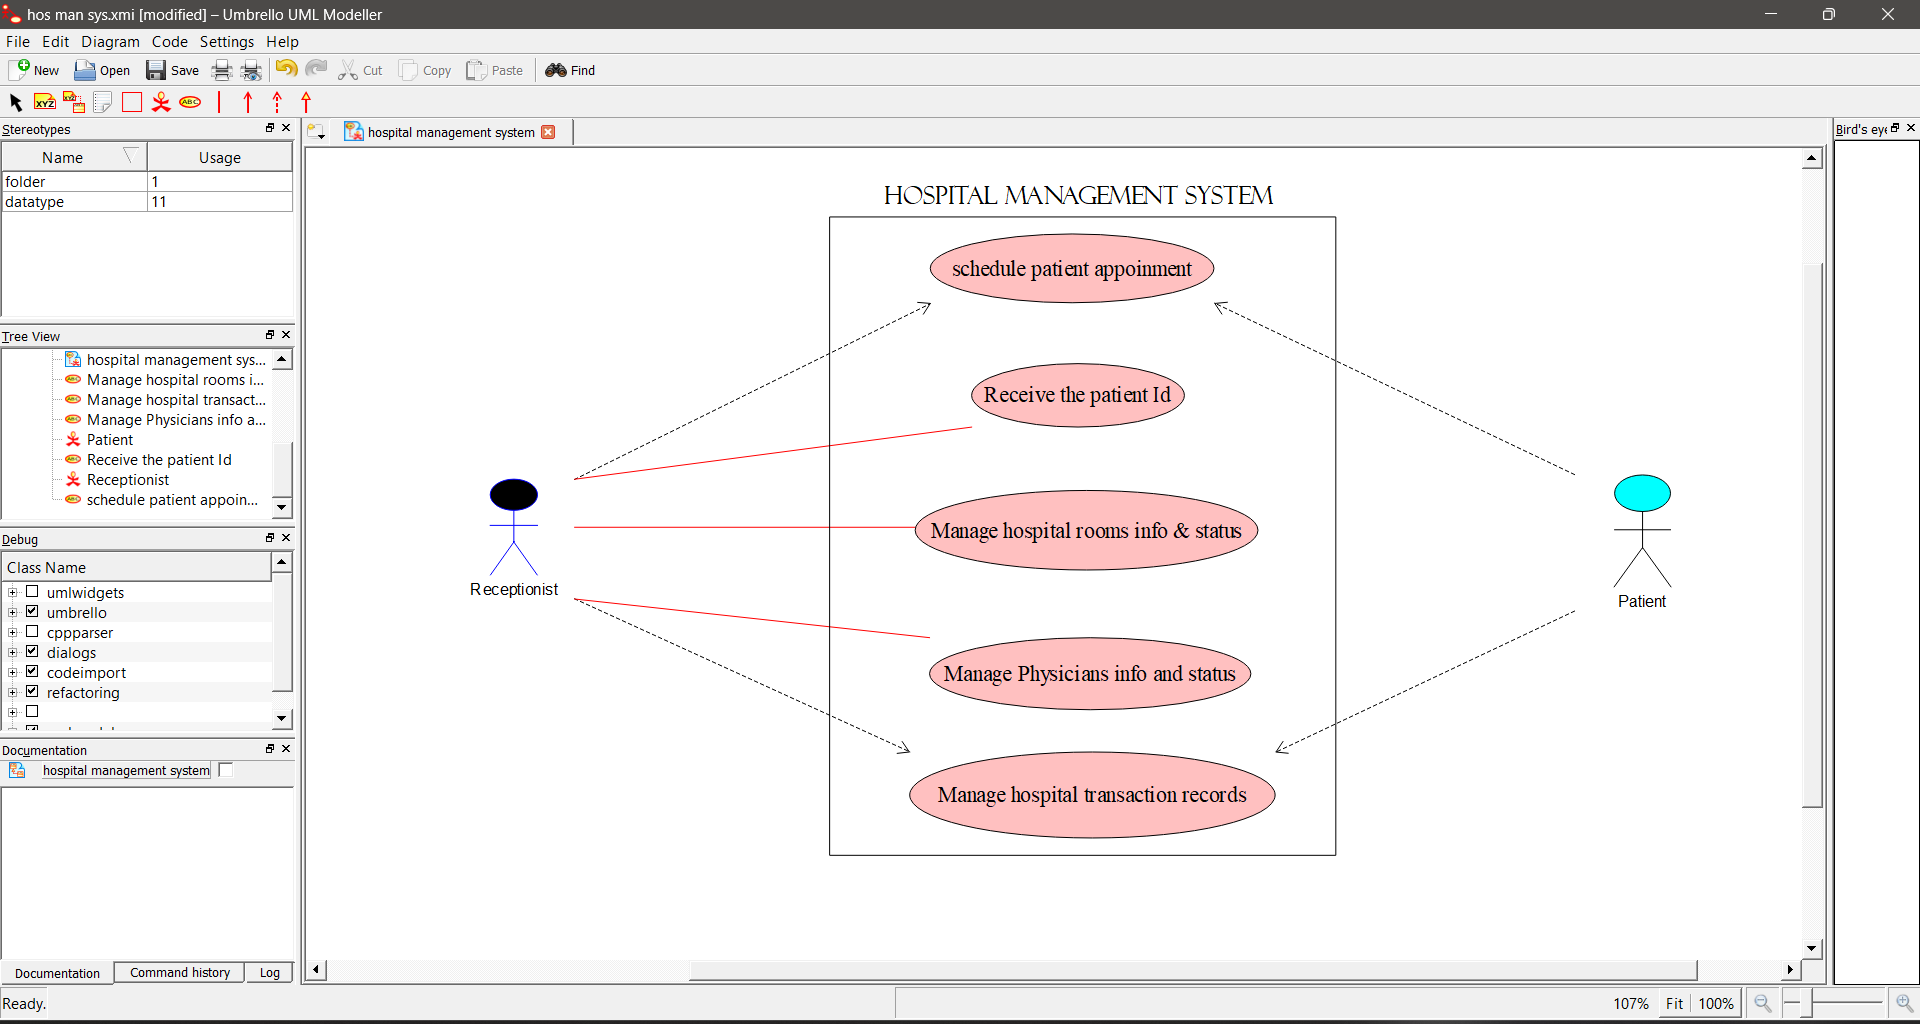 hos man sys.xmi [modified] – Umbrello UML Modeller
File Edit Diagram Code Settings Help
New Open Save Cut Copy Paste Find
XYZ XYZ ABC
Stereotypes
Name Usage
folder 1
datatype 11
Tree View
hospital management sys...
Manage hospital rooms i...
Manage hospital transact...
Manage Physicians info a...
Patient
Receive the patient Id
Receptionist
schedule patient appoin...
Debug
Class Name
umlwidgets
umbrello
cppparser
dialogs
codeimport
refactoring
Documentation
hospital management system
Documentation Command history Log
Ready.
hospital management system
HOSPITAL MANAGEMENT SYSTEM
schedule patient appoinment
Receive the patient Id
Manage hospital rooms info & status
Manage Physicians info and status
Manage hospital transaction records
Receptionist
Patient
Bird's eye
107% Fit 100%